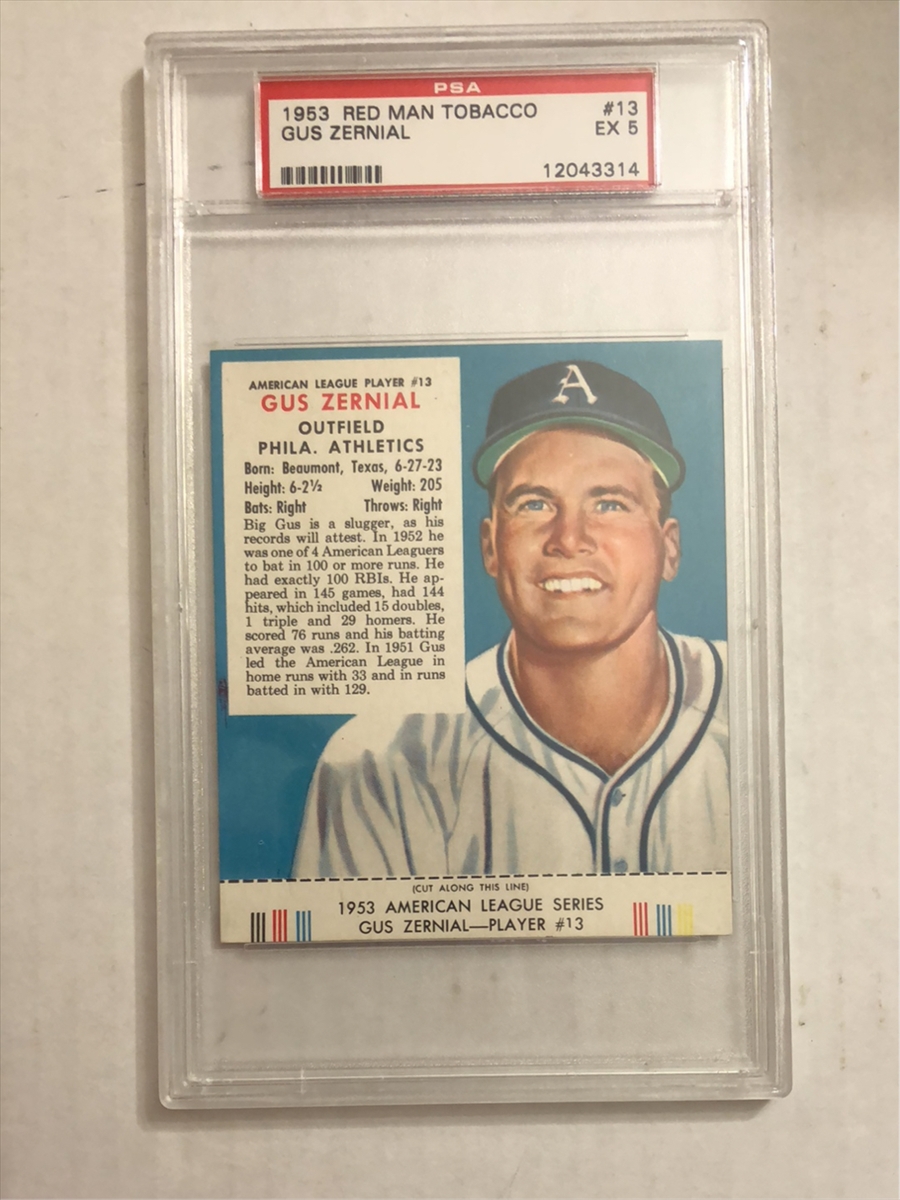 PSA
1953 RED MAN TOBACCO #13
GUS ZERNIAL EX 5
12043314
AMERICAN LEAGUE PLAYER #13
GUS ZERNIAL
OUTFIELD
PHILA. ATHLETICS
Born: Beaumont, Texas, 6-27-23
Height: 6-2½ Weight: 205
Bats: Right Throws: Right
Big Gus is a slugger, as his
records will attest. In 1952 he
was one of 4 American Leaguers
to bat in 100 or more runs. He
had exactly 100 RBIs. He ap-
peared in 145 games, had 144
hits, which included 15 doubles,
1 triple and 29 homers. He
scored 76 runs and his batting
average was .262. In 1951 Gus
led the American League in
home runs with 33 and in runs
batted in with 129.
A
(CUT ALONG THIS LINE)
1953 AMERICAN LEAGUE SERIES
GUS ZERNIAL—PLAYER #13